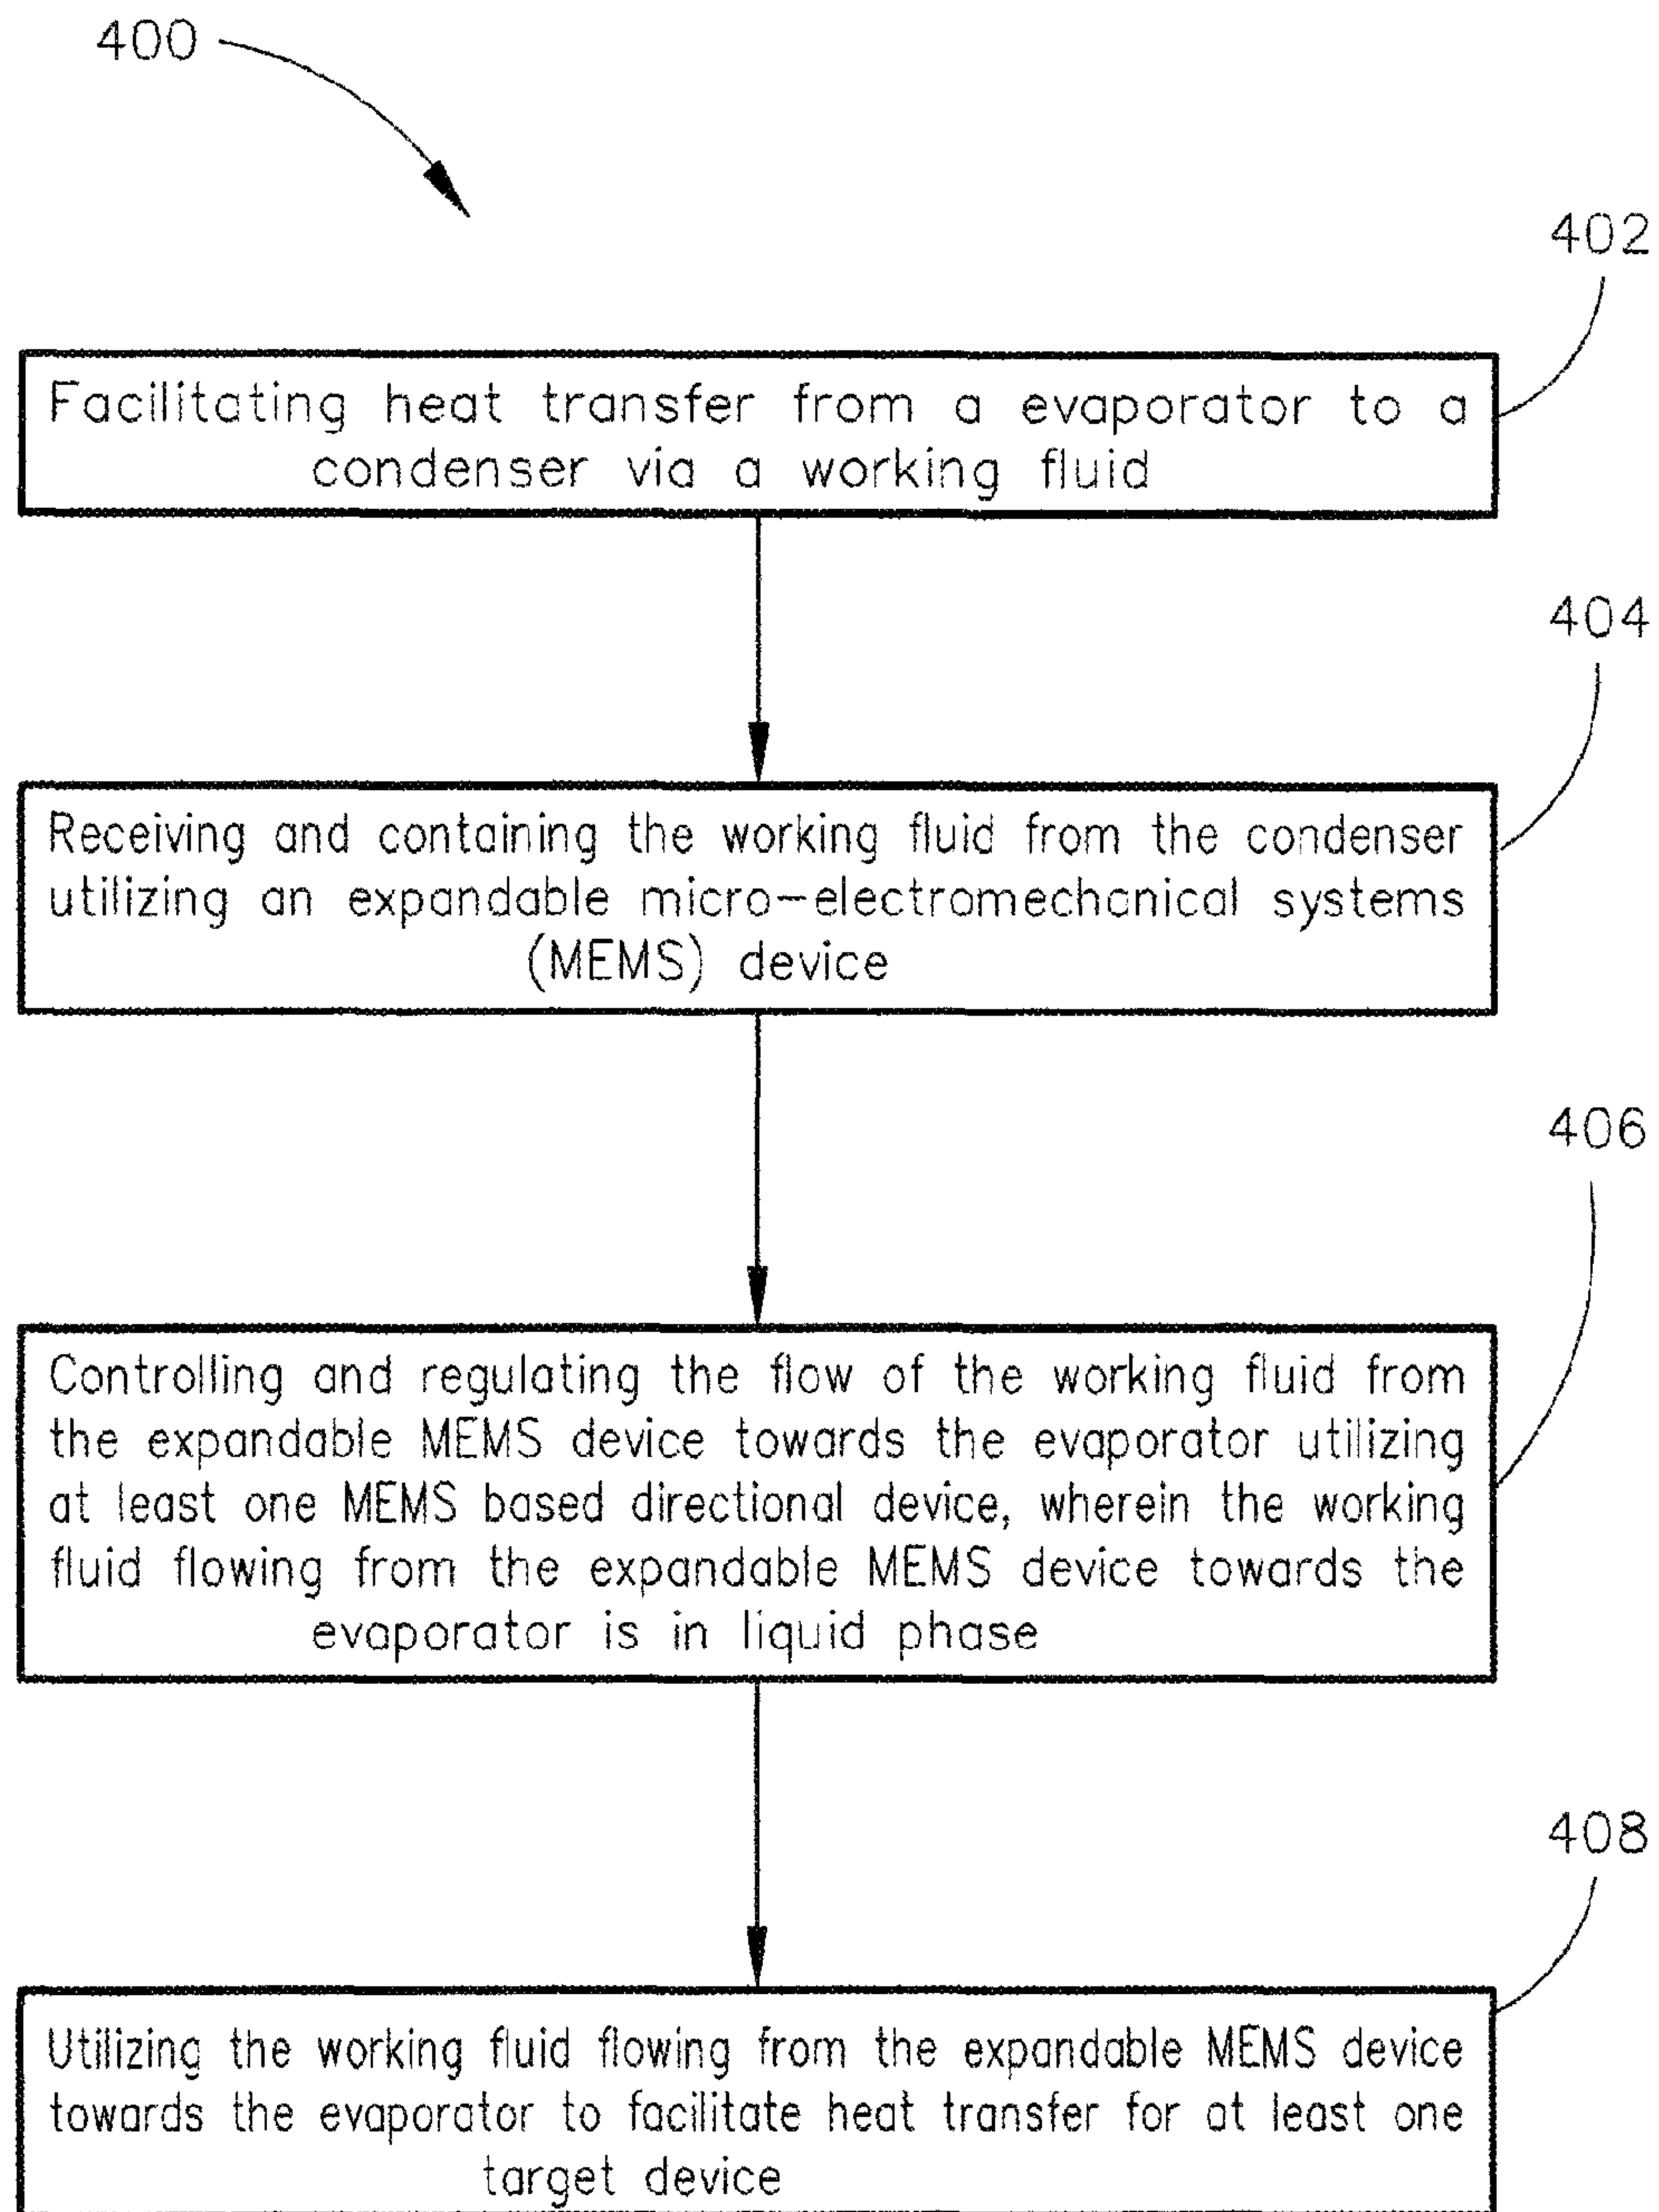 400
402
Facilitating heat transfer from a evaporator to a
condenser via a working fluid
404
Receiving and containing the working fluid from the condenser
utilizing an expandable micro-electromechanical systems
(MEMS) device
406
Controlling and regulating the flow of the working fluid from
the expandable MEMS device towards the evaporator utilizing
at least one MEMS based directional device, wherein the working
fluid flowing from the expandable MEMS device towards the
evaporator is in liquid phase
408
Utilizing the working fluid flowing from the expandable MEMS device
towards the evaporator to facilitate heat transfer for at least one
target device